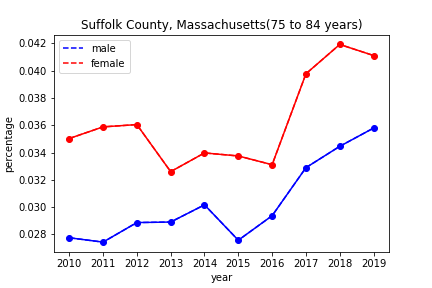 Suffolk County, Massachusetts(75 to 84 years)
male
female
percentage
0.042
0.040
0.038
0.036
0.034
0.032
0.030
0.028
2010 2011 2012 2013 2014 2015 2016 2017 2018 2019
year